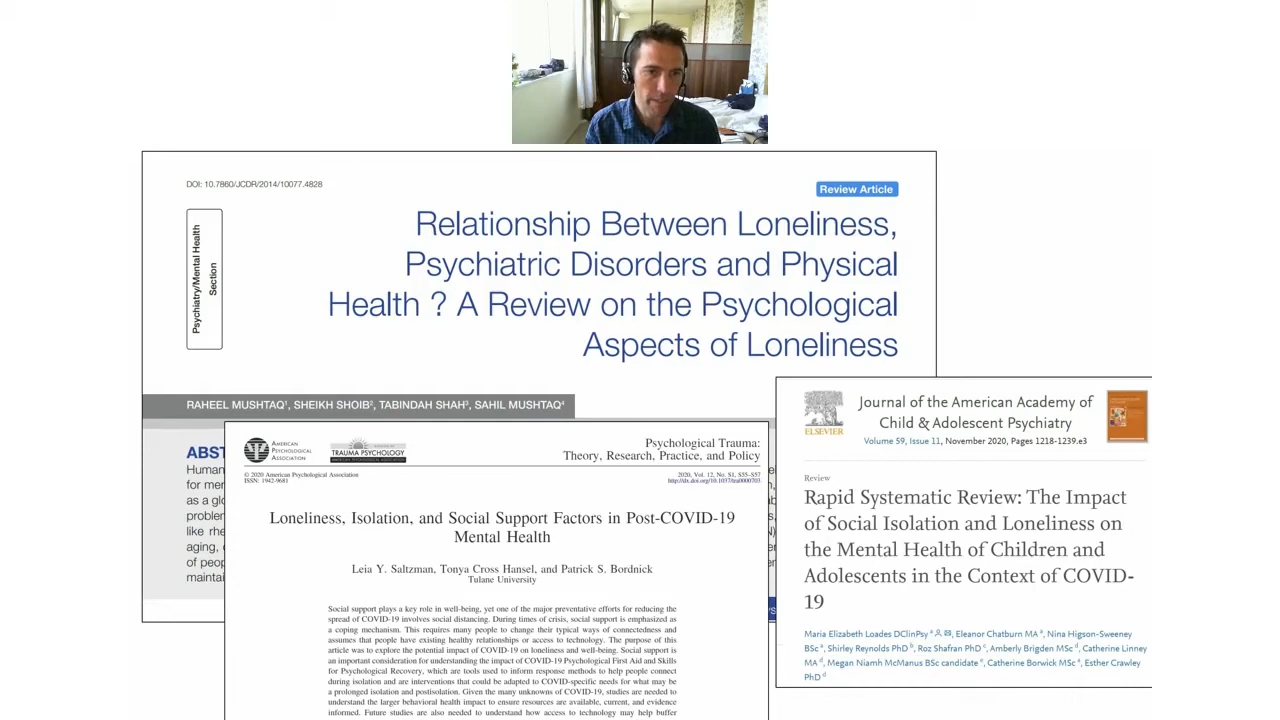 DOI: 10.7860/JCDR/2014/10077.4828
Review Article
Psychiatry/Mental Health
Section
Relationship Between Loneliness,
Psychiatric Disorders and Physical
Health ? A Review on the Psychological
Aspects of Loneliness
RAHEEL MUSHTAQ¹, SHEIKH SHOIB², TABINDAH SHAH³, SAHIL MUSHTAQ⁴
ABST
Human
for mer
as a glo
problem
like rhe
aging, 
of peop
maintai
AMERICAN
PSYCHOLOGICAL
ASSOCIATION
TRAUMA PSYCHOLOGY
AMERICAN PSYCHOLOGICAL ASSOCIATION
Psychological Trauma:
Theory, Research, Practice, and Policy
© 2020 American Psychological Association
ISSN: 1942-9681
2020, Vol. 12, No. S1, S55–S57
http://dx.doi.org/10.1037/tra0000703
Loneliness, Isolation, and Social Support Factors in Post-COVID-19
Mental Health
Leia Y. Saltzman, Tonya Cross Hansel, and Patrick S. Bordnick
Tulane University
Social support plays a key role in well-being, yet one of the major preventative efforts for reducing the
spread of COVID-19 involves social distancing. During times of crisis, social support is emphasized as
a coping mechanism. This requires many people to change their typical ways of connectedness and
assumes that people have existing healthy relationships or access to technology. The purpose of this
article was to explore the potential impact of COVID-19 on loneliness and well-being. Social support is
an important consideration for understanding the impact of COVID-19 Psychological First Aid and Skills
for Psychological Recovery, which are tools used to inform response methods to help people connect
during isolation and are interventions that could be adapted to COVID-specific needs for what may be
a prolonged isolation and postisolation. Given the many unknowns of COVID-19, studies are needed to
understand the larger behavioral health impact to ensure resources are available, current, and evidence
informed. Future studies are also needed to understand how access to technology may help buffer
ELSEVIER
Journal of the American Academy of
Child & Adolescent Psychiatry
Volume 59, Issue 11, November 2020, Pages 1218-1239.e3
Review
Rapid Systematic Review: The Impact
of Social Isolation and Loneliness on
the Mental Health of Children and
Adolescents in the Context of COVID-
19
Maria Elizabeth Loades DClinPsy ᵃ, Eleanor Chatburn MA ᵃ, Nina Higson-Sweeney
BSc ᵃ, Shirley Reynolds PhD ᵇ, Roz Shafran PhD ᶜ, Amberly Brigden MSc ᵈ, Catherine Linney
MA ᵈ, Megan Niamh McManus BSc candidate ᵉ, Catherine Borwick MSc ᵃ, Esther Crawley
PhD ᵈ